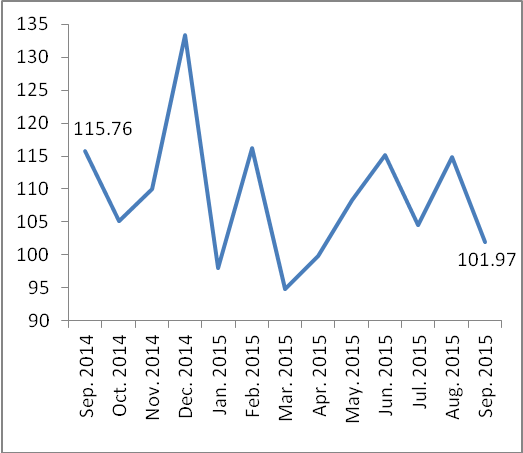 135
130
125
120
115
110
105
100
95
90
115.76
101.97
Sep. 2014
Oct. 2014
Nov. 2014
Dec. 2014
Jan. 2015
Feb. 2015
Mar. 2015
Apr. 2015
May. 2015
Jun. 2015
Jul. 2015
Aug. 2015
Sep. 2015